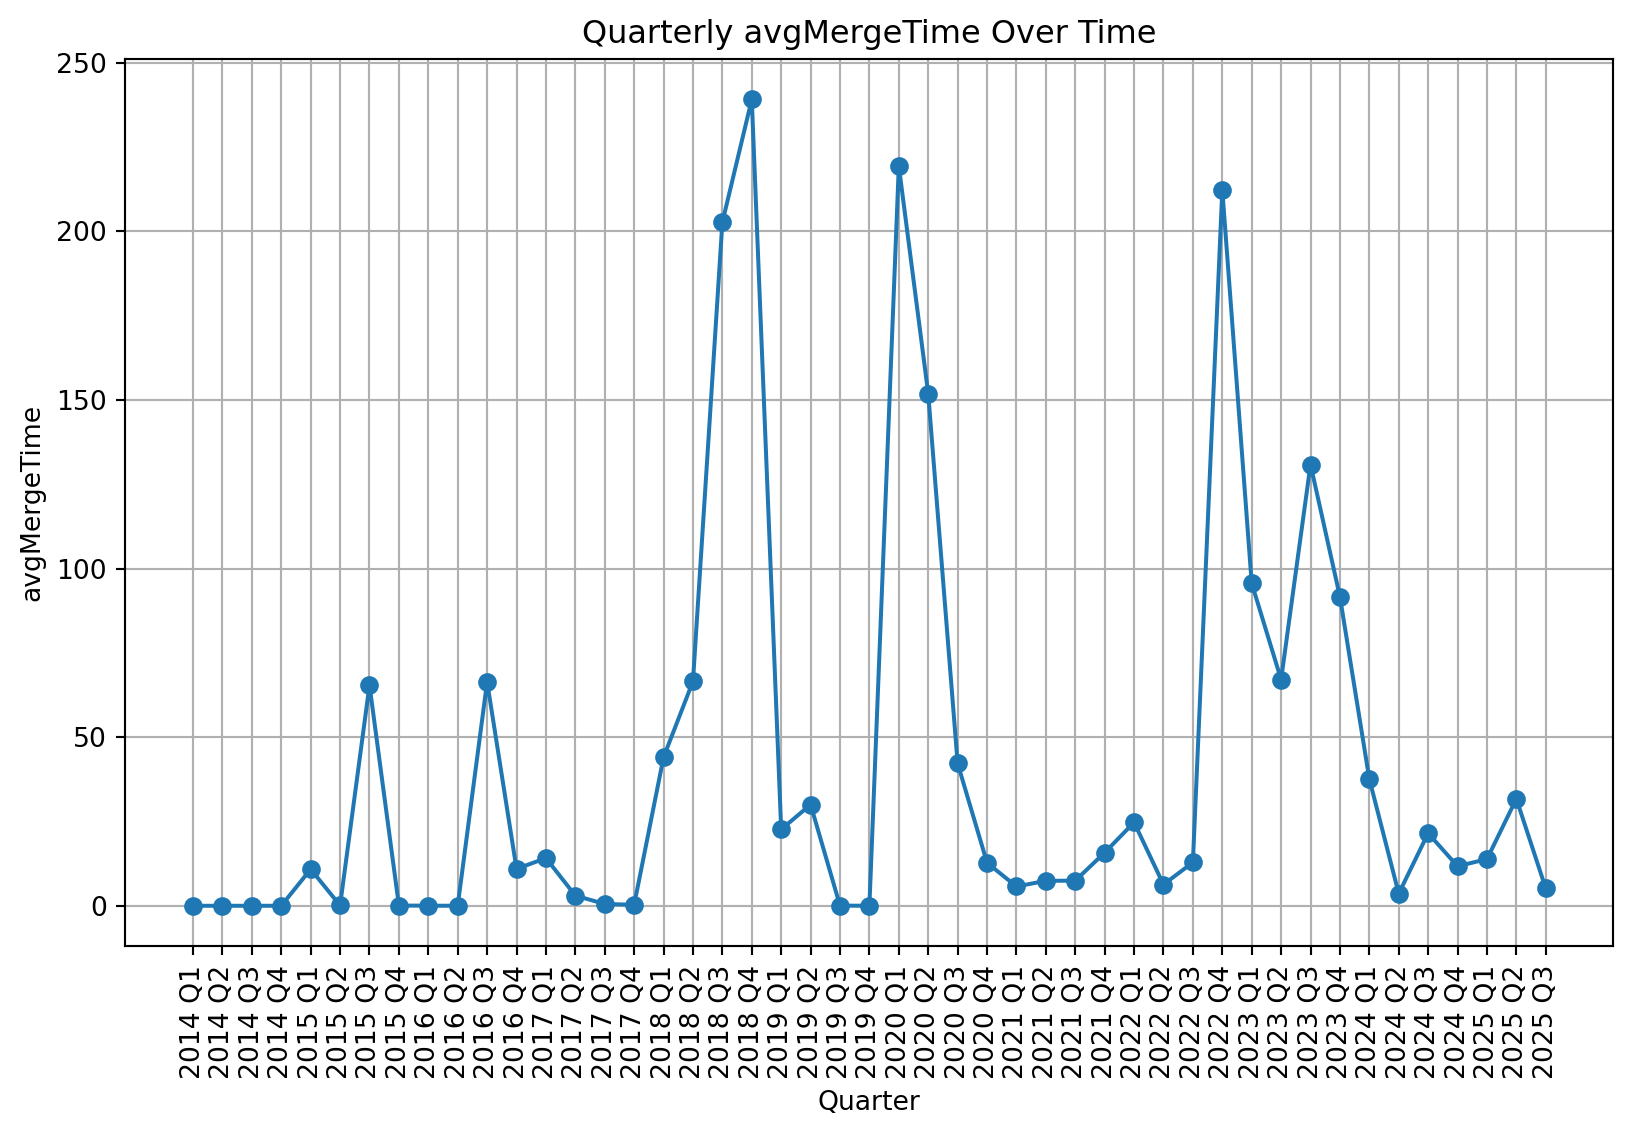 Quarterly avgMergeTime Over Time
250
200
150
100
50
0
avgMergeTime
2014 Q1
2014 Q2
2014 Q3
2014 Q4
2015 Q1
2015 Q2
2015 Q3
2015 Q4
2016 Q1
2016 Q2
2016 Q3
2016 Q4
2017 Q1
2017 Q2
2017 Q3
2017 Q4
2018 Q1
2018 Q2
2018 Q3
2018 Q4
2019 Q1
2019 Q2
2019 Q3
2019 Q4
2020 Q1
2020 Q2
2020 Q3
2020 Q4
2021 Q1
2021 Q2
2021 Q3
2021 Q4
2022 Q1
2022 Q2
2022 Q3
2022 Q4
2023 Q1
2023 Q2
2023 Q3
2023 Q4
2024 Q1
2024 Q2
2024 Q3
2024 Q4
2025 Q1
2025 Q2
2025 Q3
Quarter